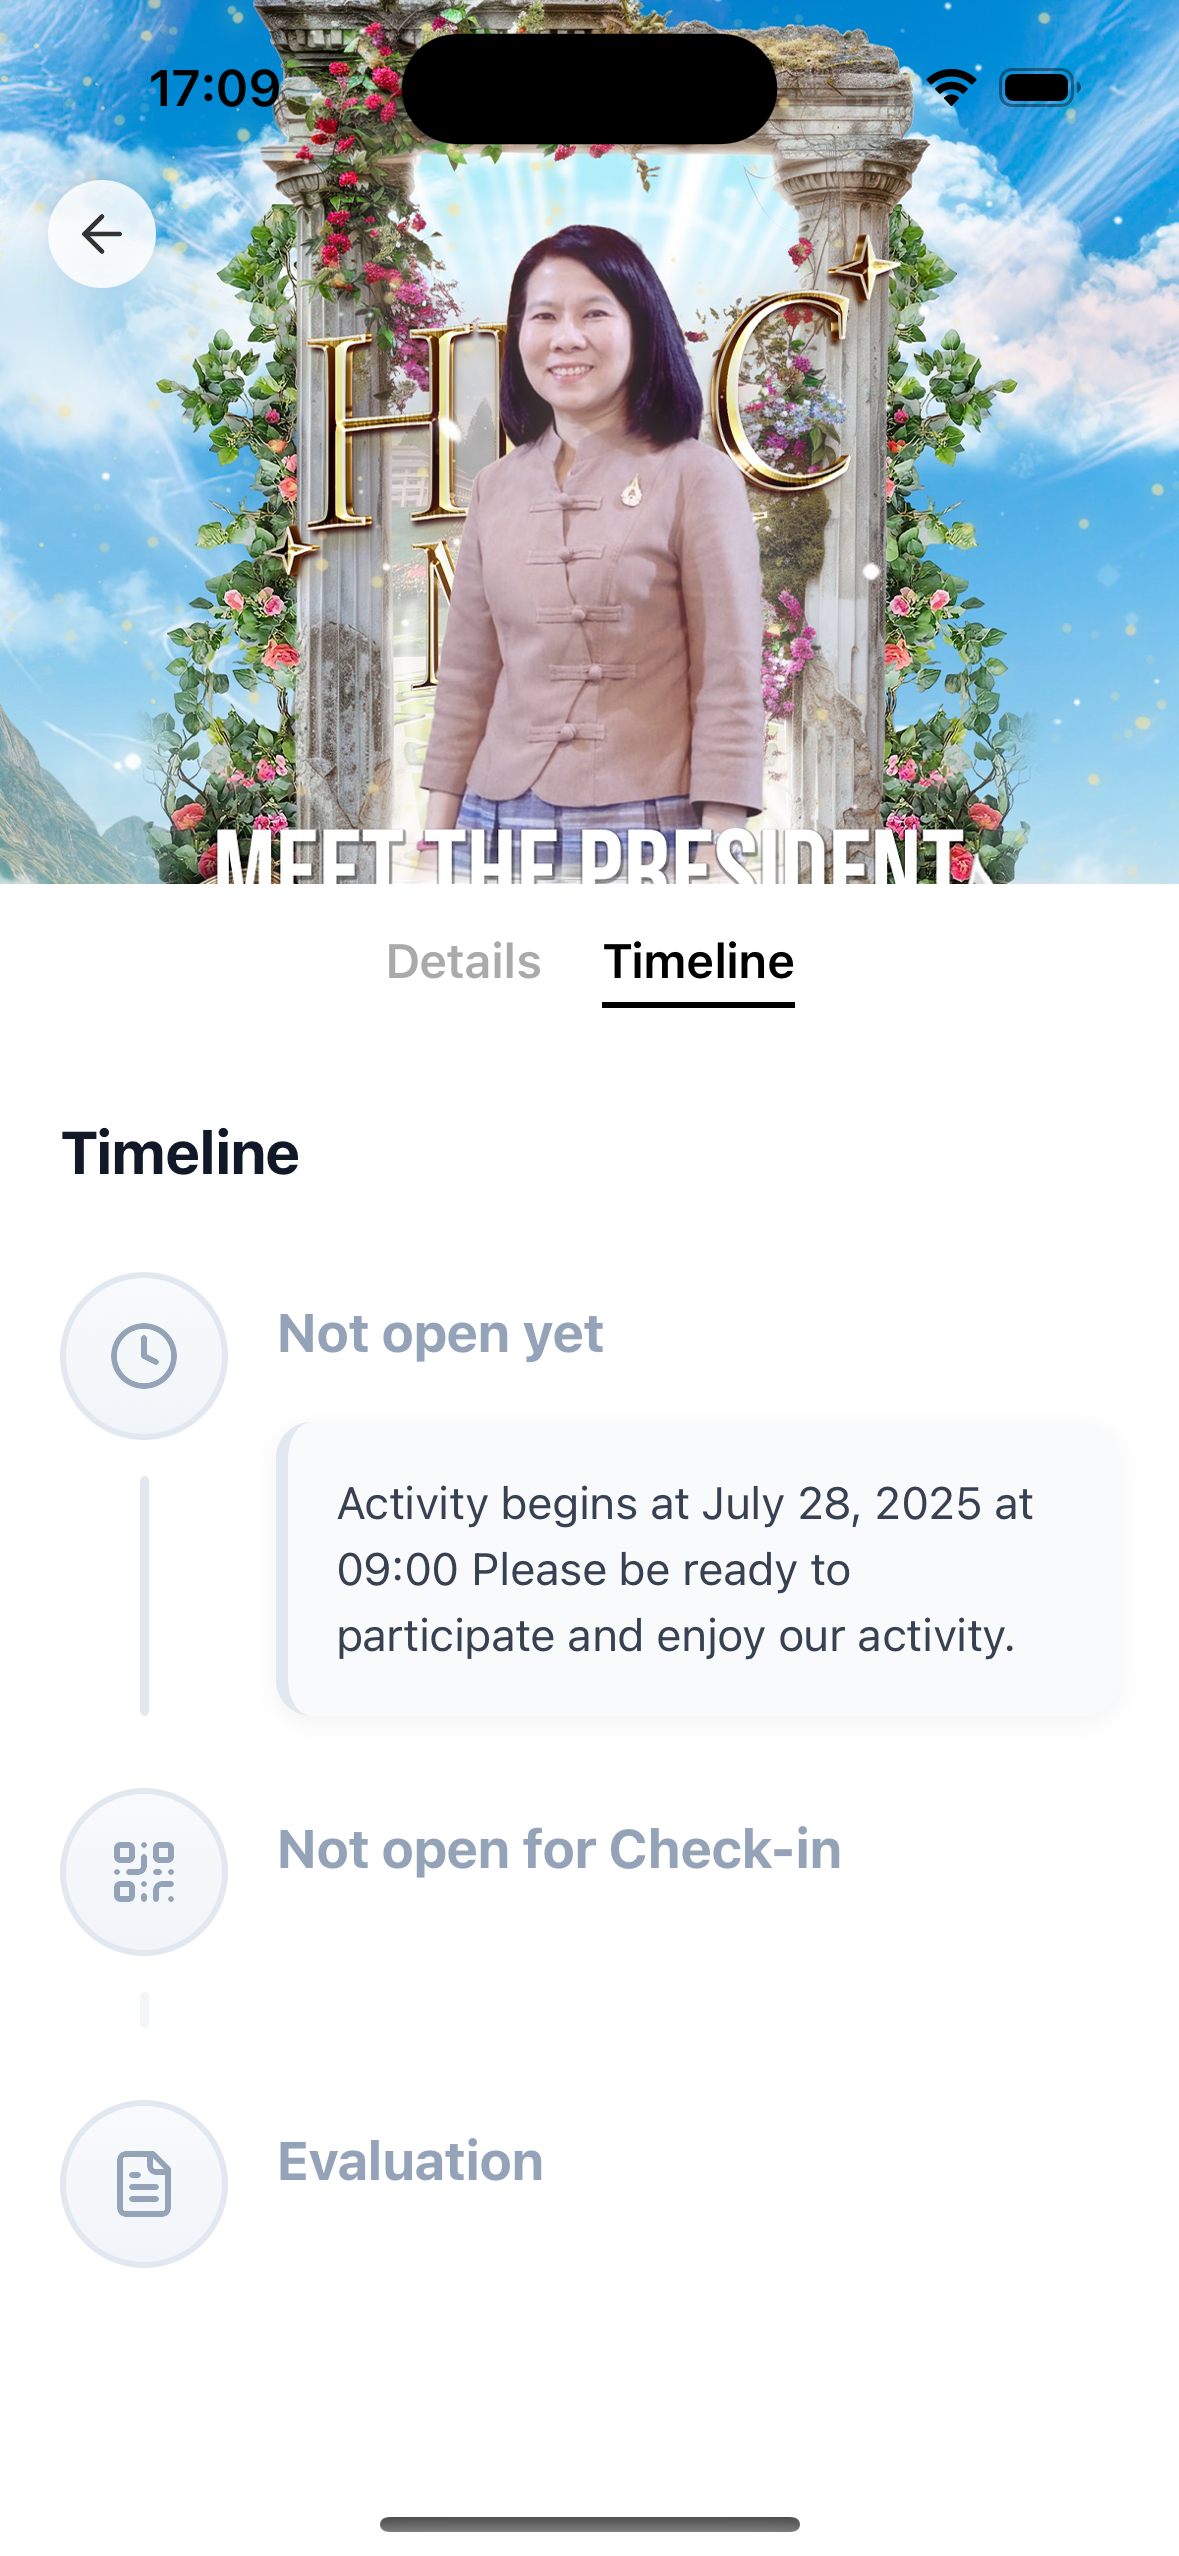 17:09
H C
MEET THE PRESIDENT
Details Timeline
Timeline
Not open yet
Activity begins at July 28, 2025 at
09:00 Please be ready to
participate and enjoy our activity.
Not open for Check-in
Evaluation